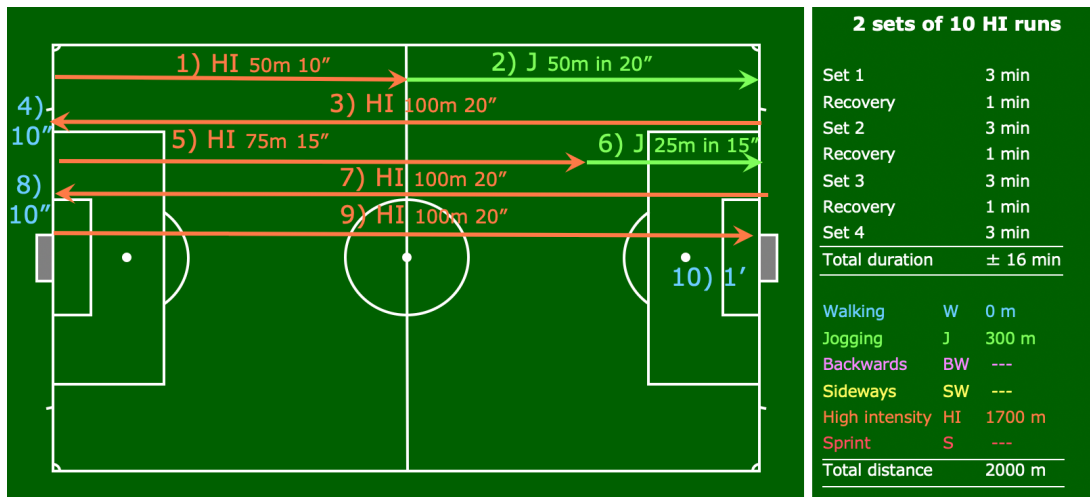 1) HI 50m 10”
2) J 50m in 20”
4)
10”
3) HI 100m 20”
5) HI 75m 15”
6) J 25m in 15”
8)
10”
7) HI 100m 20”
9) HI 100m 20”
10) 1’
2 sets of 10 HI runs
Set 1 3 min
Recovery 1 min
Set 2 3 min
Recovery 1 min
Set 3 3 min
Recovery 1 min
Set 4 3 min
Total duration ± 16 min
Walking W 0 m
Jogging J 300 m
Backwards BW ---
Sideways SW ---
High intensity HI 1700 m
Sprint S ---
Total distance 2000 m